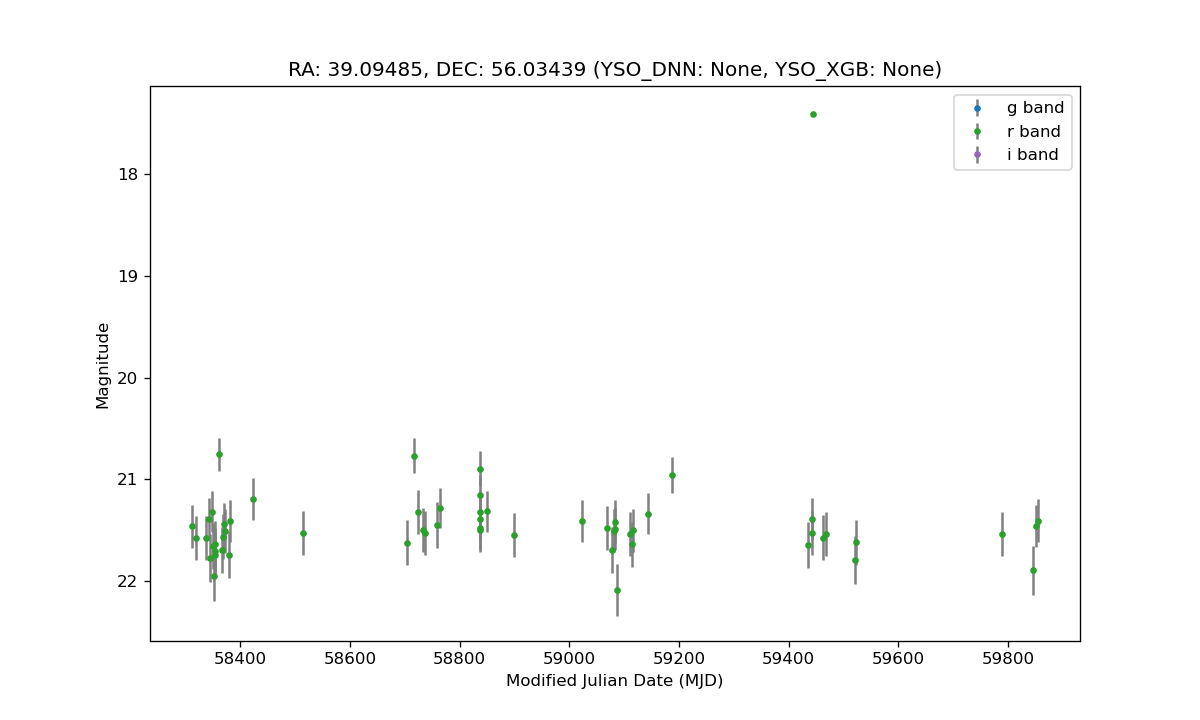 RA: 39.09485, DEC: 56.03439 (YSO_DNN: None, YSO_XGB: None)
g band
r band
i band
Magnitude
18
19
20
21
22
58400 58600 58800 59000 59200 59400 59600 59800
Modified Julian Date (MJD)